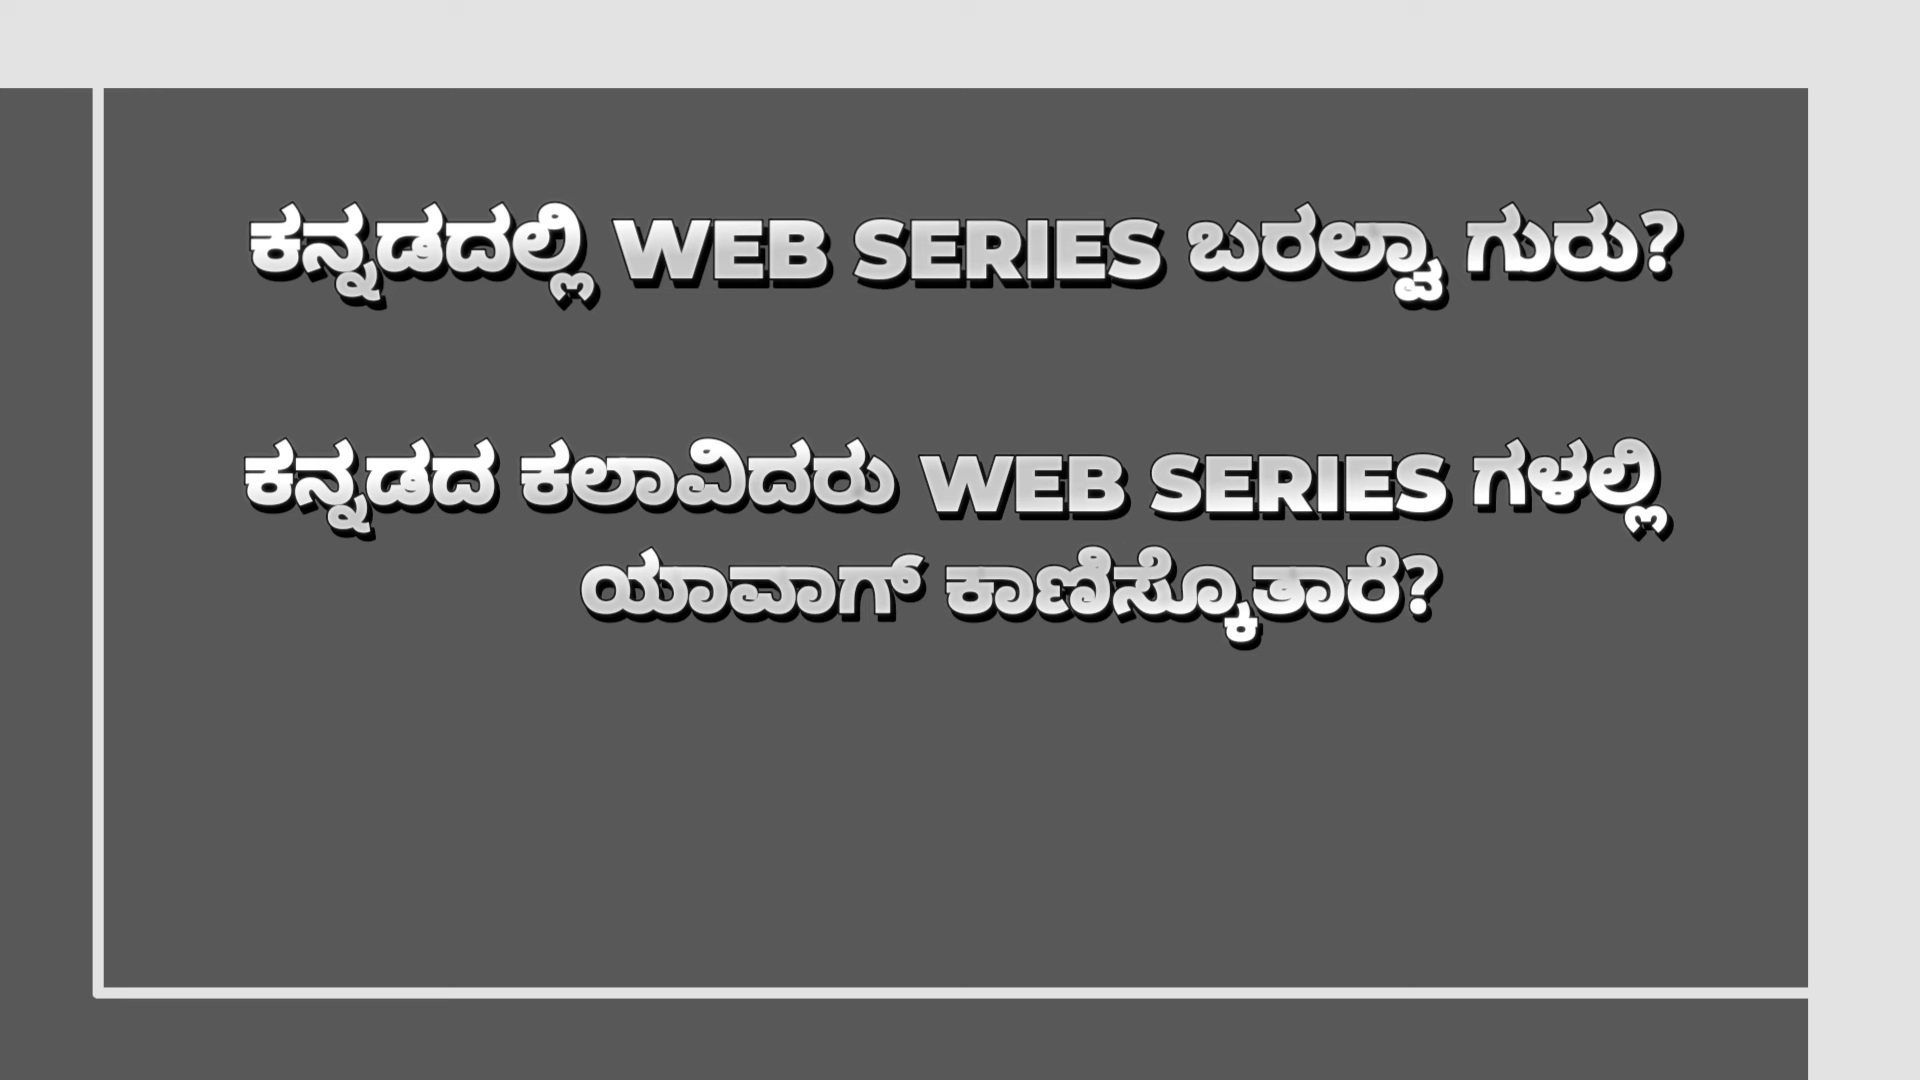 ಕನ್ನಡದಲ್ಲಿ WEB SERIES ಬರಲ್ವಾ ಗುರು?
ಕನ್ನಡದ ಕಲಾವಿದರು WEB SERIES ಗಳಲ್ಲಿ
ಯಾವಾಗ್ ಕಾಣಿಸ್ಕೊತಾರೆ?